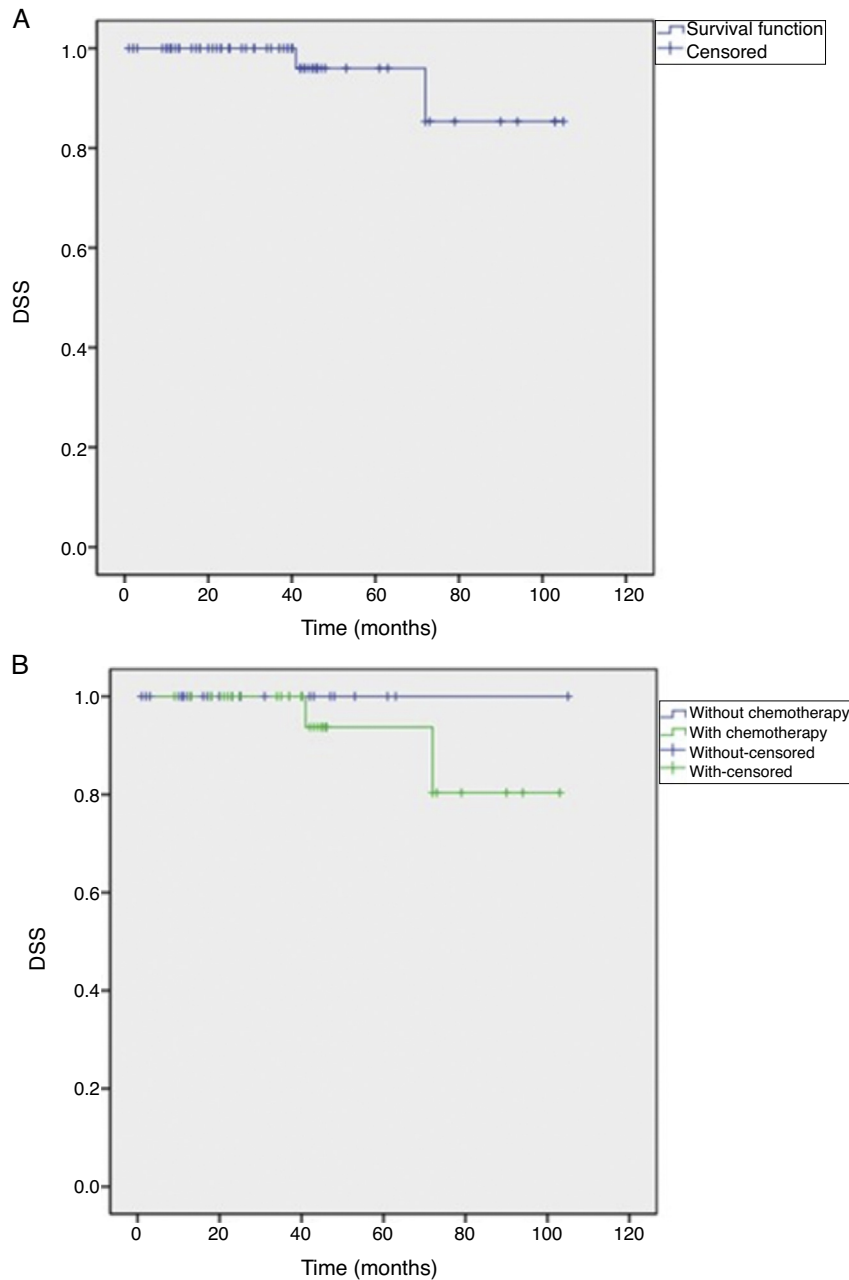 A
Survival function
Censored
1.0
0.8
0.6
0.4
0.2
0.0
DSS
0 20 40 60 80 100 120
Time (months)
B
Without chemotherapy
With chemotherapy
Without-censored
With-censored
1.0
0.8
0.6
0.4
0.2
0.0
DSS
0 20 40 60 80 100 120
Time (months)